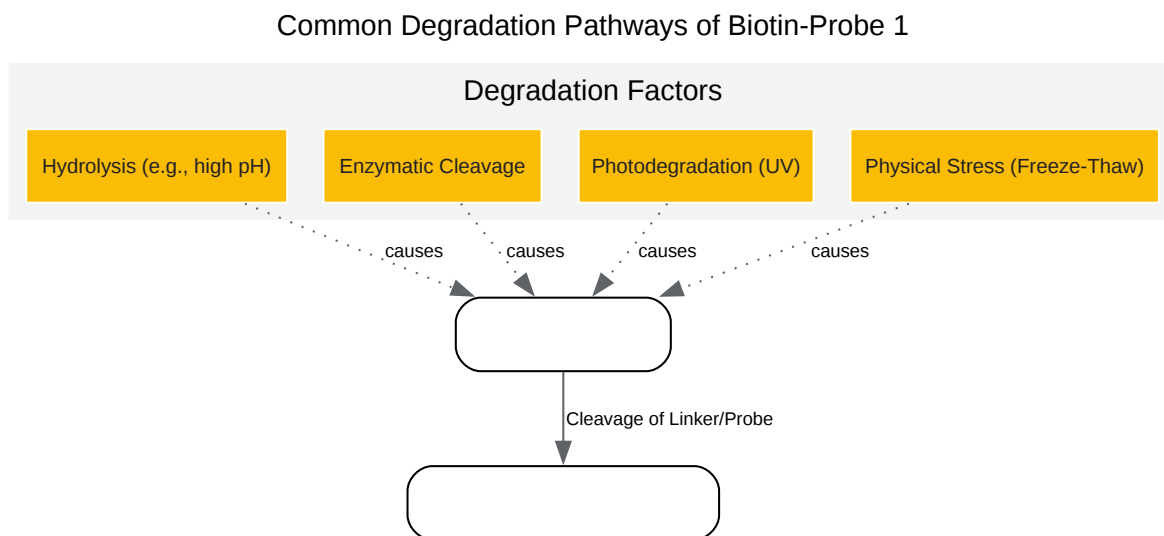 Common Degradation Pathways of Biotin-Probe 1
Degradation Factors
Hydrolysis (e.g., high pH)
Enzymatic Cleavage
Photodegradation (UV)
Physical Stress (Freeze-Thaw)
causes
causes
causes
causes
Cleavage of Linker/Probe